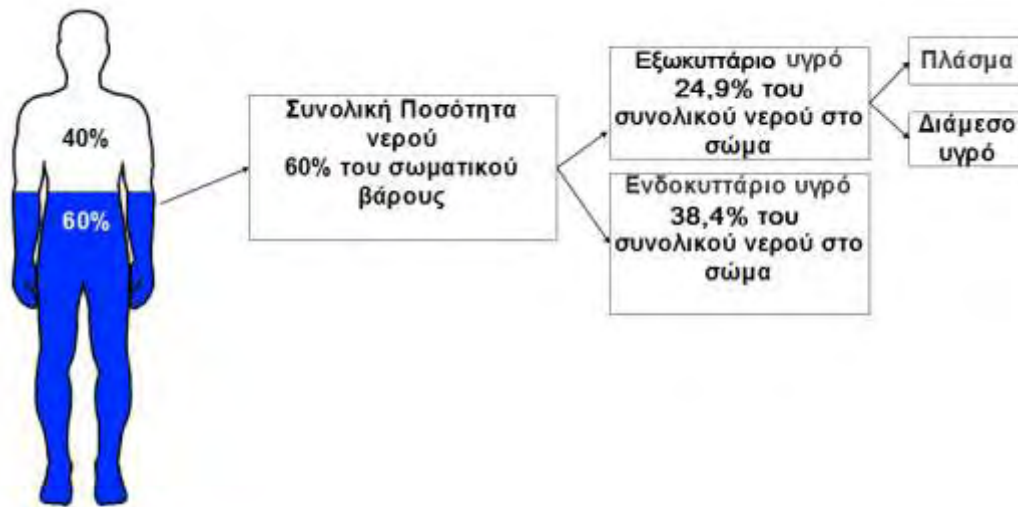 40%
60%
Συνολική Ποσότητα
νερού
60% του σωματικού
βάρους
Εξωκυττάριο υγρό
24,9% του
συνολικού νερού στο
σώμα
Ενδοκυττάριο υγρό
38,4% του
συνολικού νερού στο
σώμα
Πλάσμα
Διάμεσο
υγρό